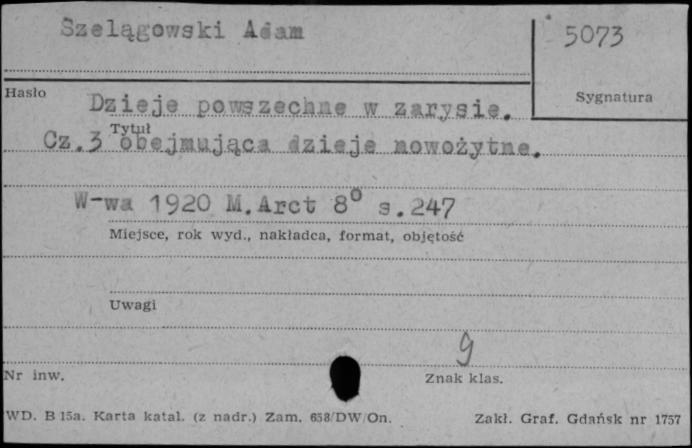 Szelągowski Adam
5073
Hasło
Sygnatura
Dzieje powszechne w zarysie.
Tytuł
Cz.3 obejmująca dzieje nowożytne.
W-wa 1920 M.Arct 8° s.247
Miejsce, rok wyd., nakładca, format, objętość
Uwagi
9
Nr inw.
Znak klas.
WD. B 15a. Karta katal. (z nadr.) Zam. 658/DW/On.
Zakł. Graf. Gdańsk nr 1757